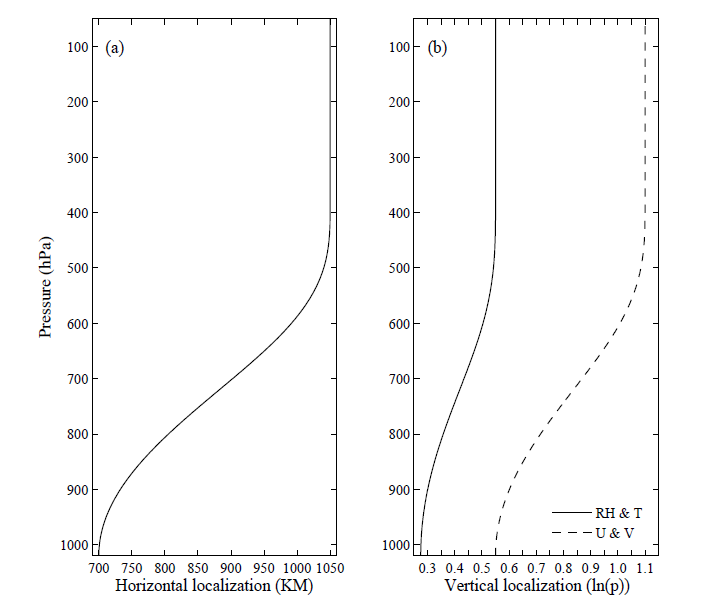 (a)
100
200
300
400
500
600
700
800
900
1000
Pressure (hPa)
700 750 800 850 900 950 1000 1050
Horizontal localization (KM)
(b)
100
200
300
400
500
600
700
800
900
1000
RH & T
U & V
0.3 0.4 0.5 0.6 0.7 0.8 0.9 1.0 1.1
Vertical localization (ln(p))